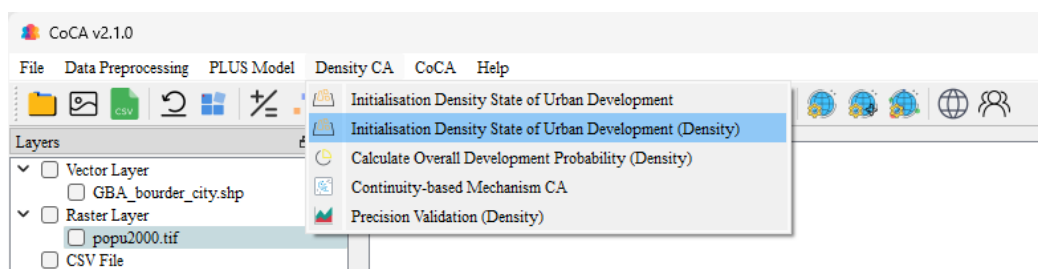 CoCA v2.1.0
File Data Preprocessing PLUS Model Density CA CoCA Help
CSV
Initialisation Density State of Urban Development
Initialisation Density State of Urban Development (Density)
Calculate Overall Development Probability (Density)
Continuity-based Mechanism CA
Precision Validation (Density)
Layers
Vector Layer
GBA_bourder_city.shp
Raster Layer
popu2000.tif
CSV File